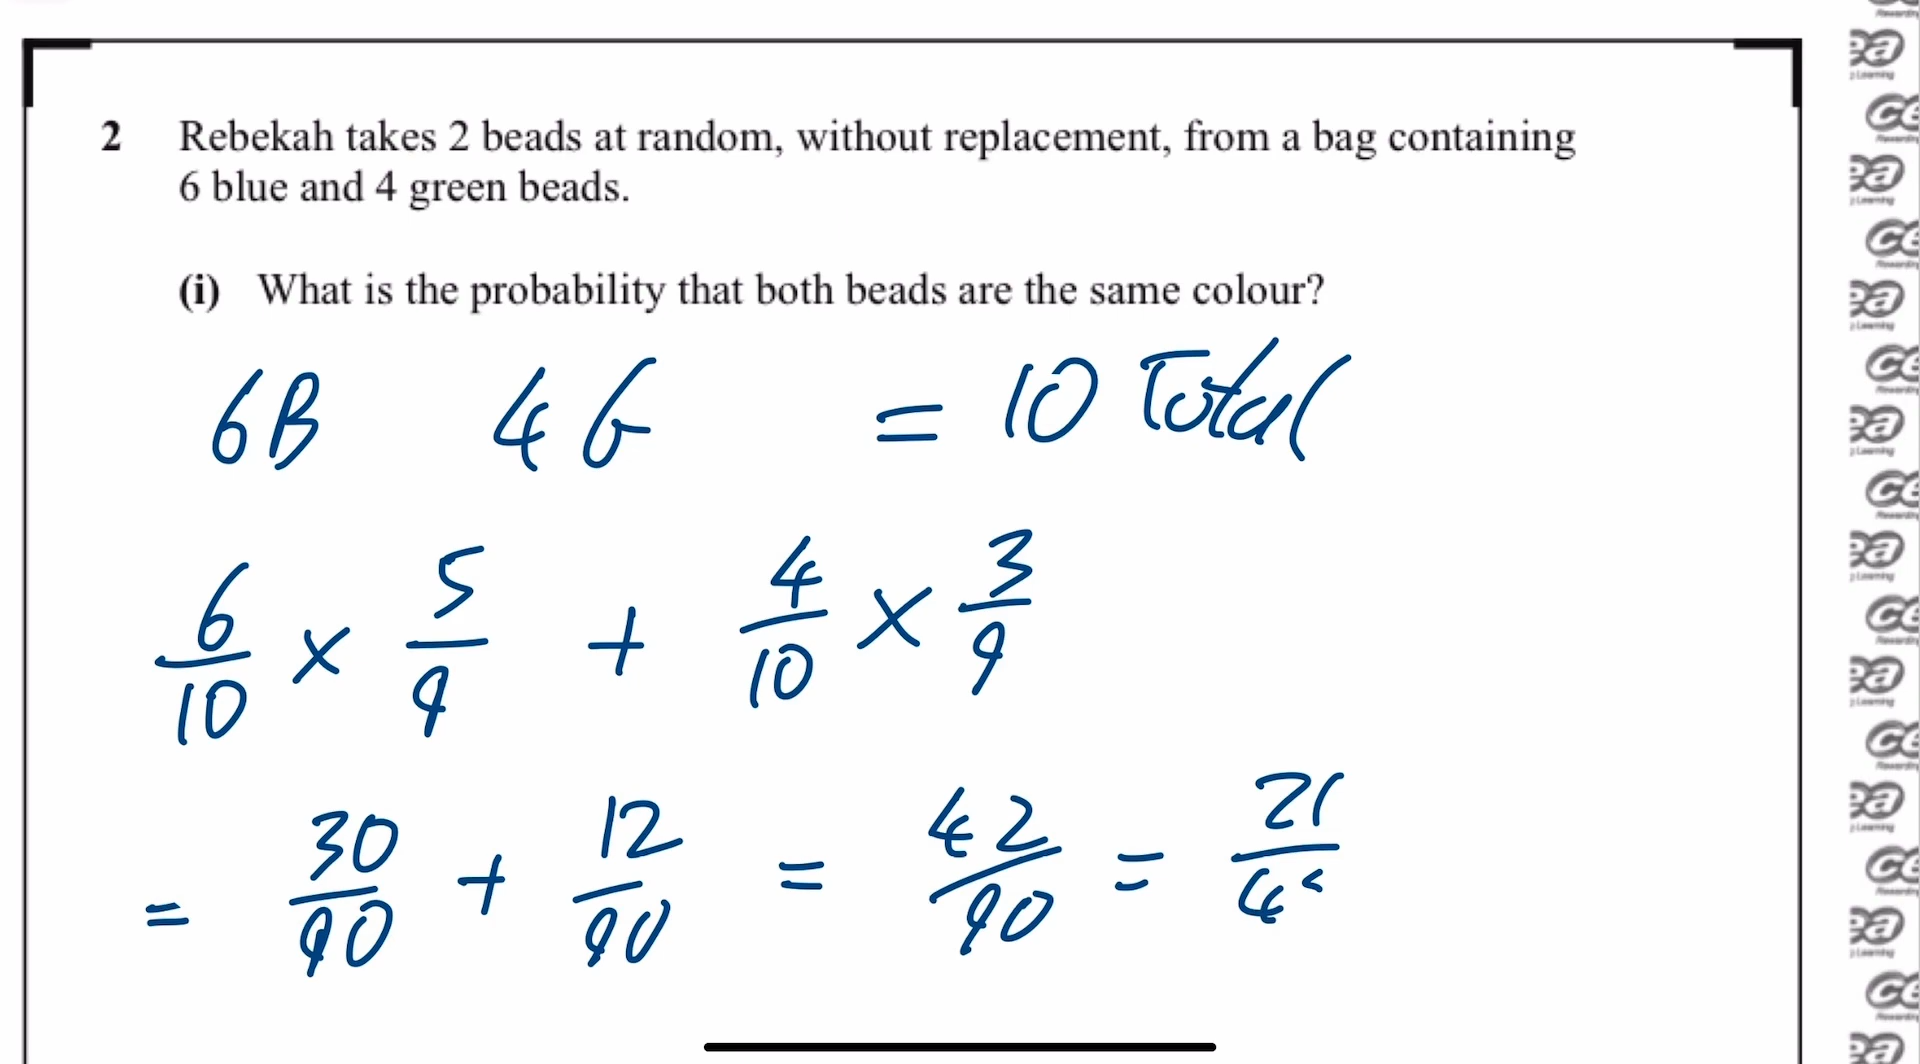 2 Rebekah takes 2 beads at random, without replacement, from a bag containing
6 blue and 4 green beads.
(i) What is the probability that both beads are the same colour?
6B 4G = 10 Total
6/10 × 5/9 + 4/10 × 3/9
= 30/90 + 12/90 = 42/90 = 21/45